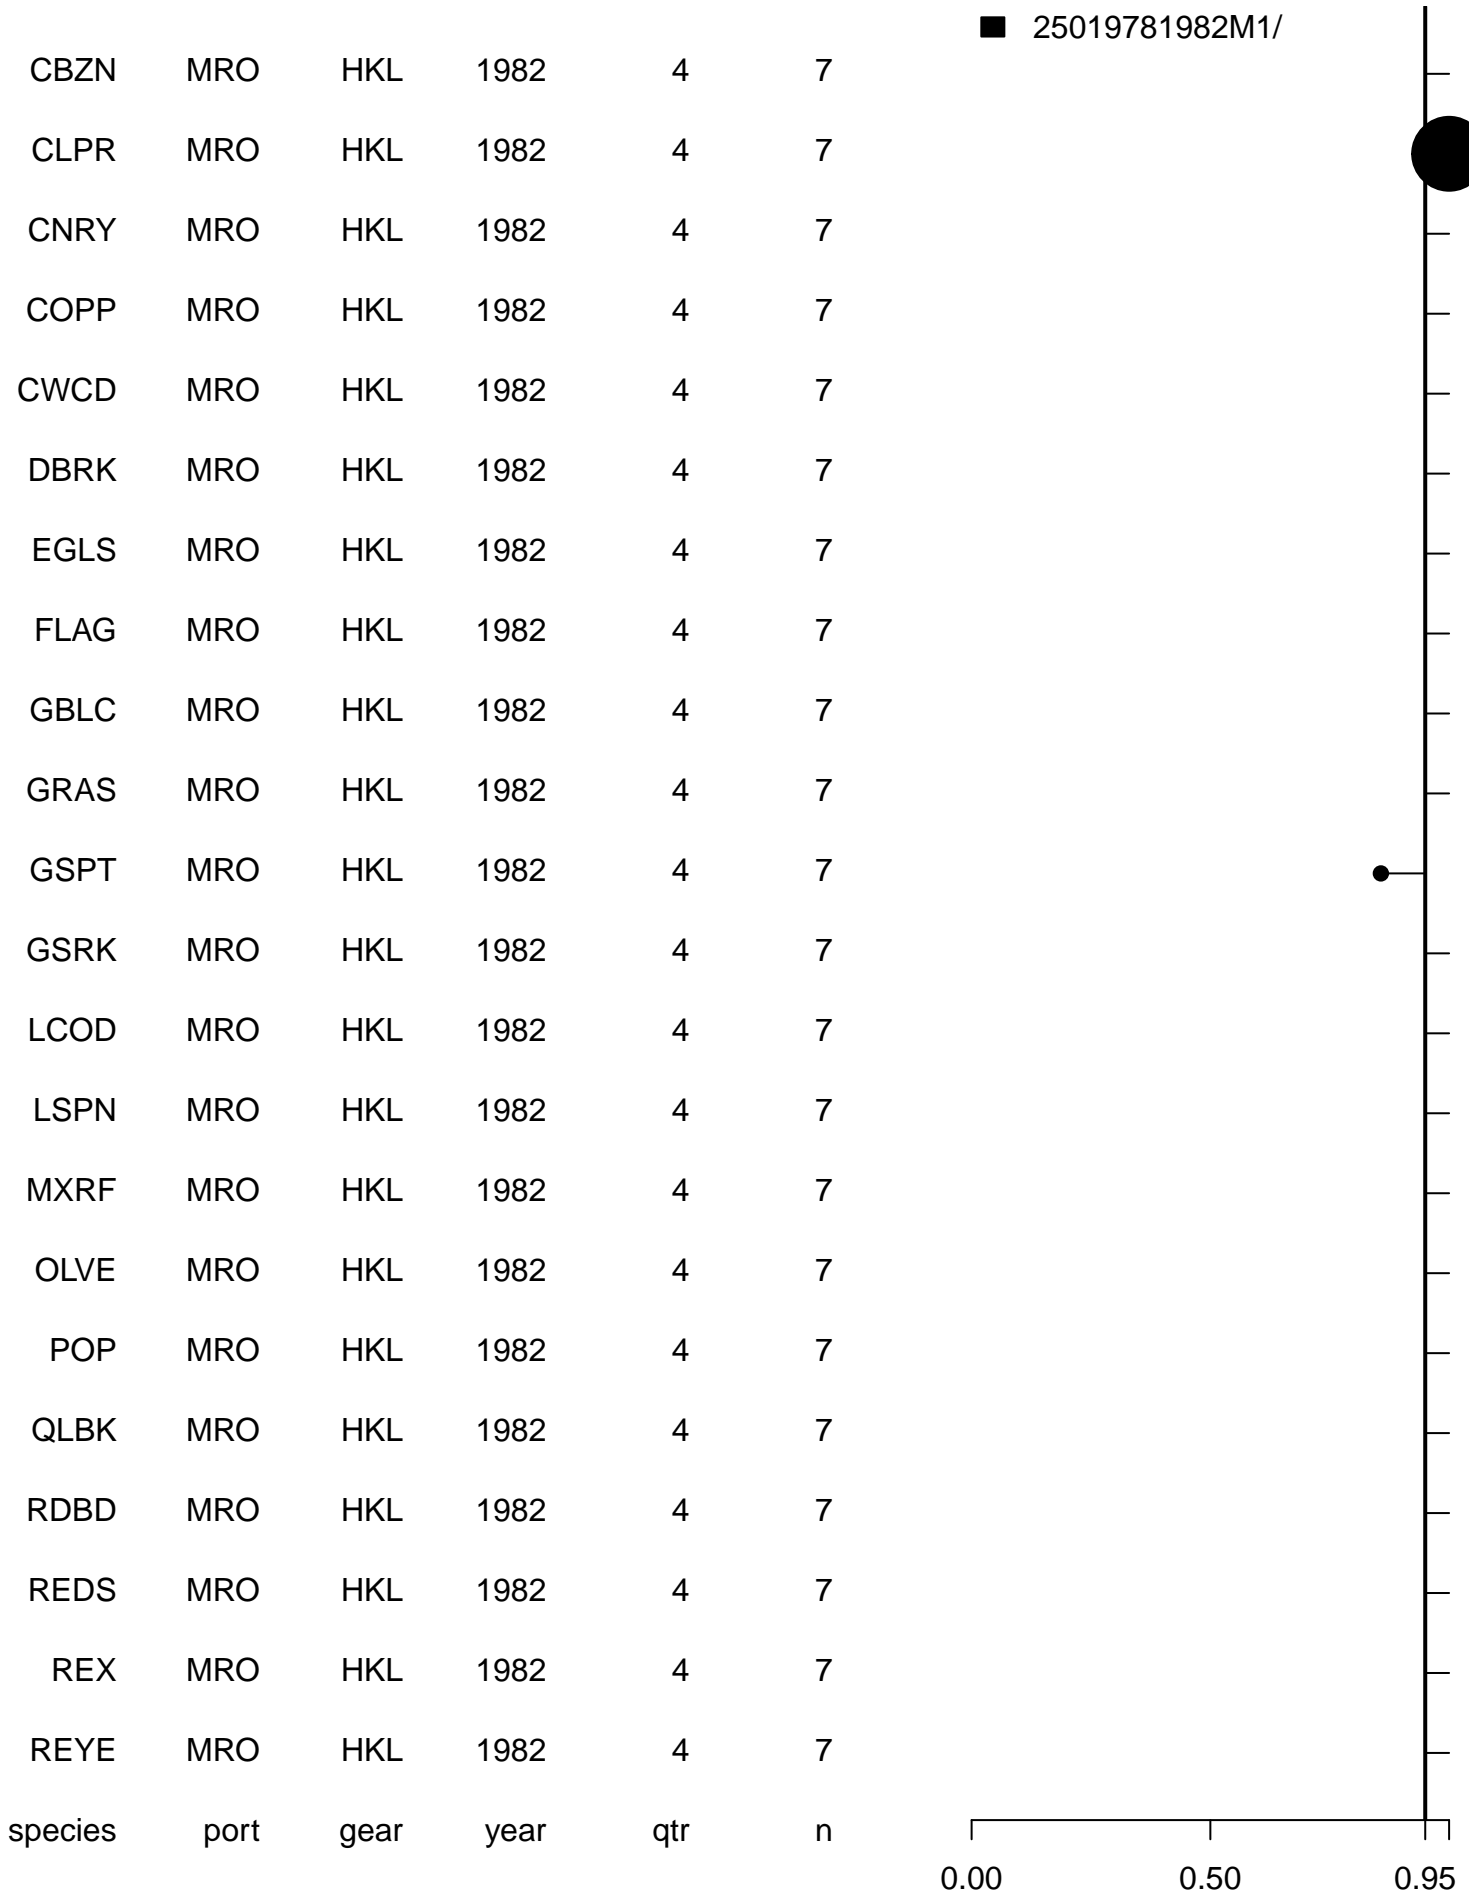 25019781982M1/
CBZN MRO HKL 1982 4 7
CLPR MRO HKL 1982 4 7
CNRY MRO HKL 1982 4 7
COPP MRO HKL 1982 4 7
CWCD MRO HKL 1982 4 7
DBRK MRO HKL 1982 4 7
EGLS MRO HKL 1982 4 7
FLAG MRO HKL 1982 4 7
GBLC MRO HKL 1982 4 7
GRAS MRO HKL 1982 4 7
GSPT MRO HKL 1982 4 7
GSRK MRO HKL 1982 4 7
LCOD MRO HKL 1982 4 7
LSPN MRO HKL 1982 4 7
MXRF MRO HKL 1982 4 7
OLVE MRO HKL 1982 4 7
POP MRO HKL 1982 4 7
QLBK MRO HKL 1982 4 7
RDBD MRO HKL 1982 4 7
REDS MRO HKL 1982 4 7
REX MRO HKL 1982 4 7
REYE MRO HKL 1982 4 7
species port gear year qtr n
0.00 0.50 0.95